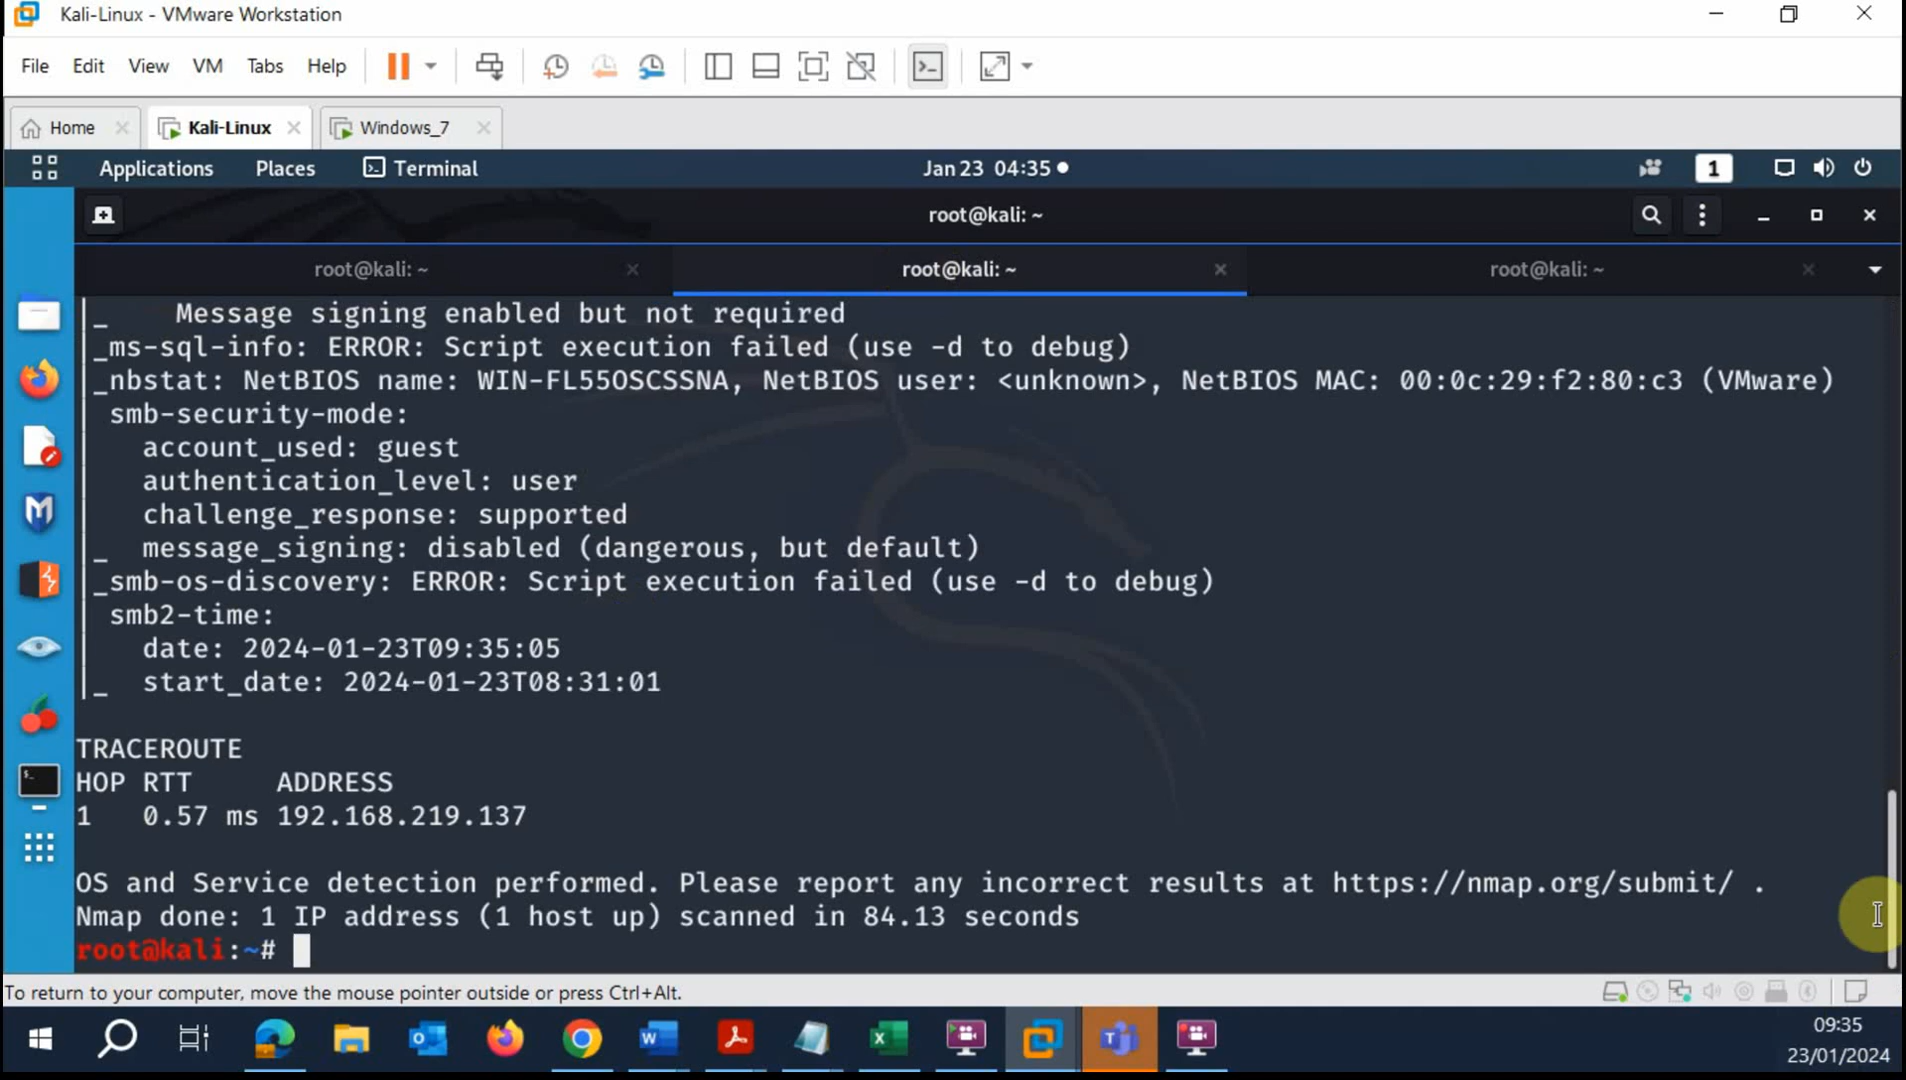 Kali-Linux - VMware Workstation
File Edit View VM Tabs Help
Home Kali-Linux Windows_7
Applications Places Terminal Jan 23 04:35 1
root@kali: ~
root@kali: ~ root@kali: ~ root@kali: ~
|_    Message signing enabled but not required
|_ms-sql-info: ERROR: Script execution failed (use -d to debug)
|_nbstat: NetBIOS name: WIN-FL55OSCSSNA, NetBIOS user: <unknown>, NetBIOS MAC: 00:0c:29:f2:80:c3 (VMware)
| smb-security-mode:
|   account_used: guest
|   authentication_level: user
|   challenge_response: supported
|_  message_signing: disabled (dangerous, but default)
|_smb-os-discovery: ERROR: Script execution failed (use -d to debug)
| smb2-time:
|   date: 2024-01-23T09:35:05
|_  start_date: 2024-01-23T08:31:01
TRACEROUTE
HOP RTT     ADDRESS
1   0.57 ms 192.168.219.137
OS and Service detection performed. Please report any incorrect results at https://nmap.org/submit/ .
Nmap done: 1 IP address (1 host up) scanned in 84.13 seconds
root@kali:~#
To return to your computer, move the mouse pointer outside or press Ctrl+Alt.
09:35
23/01/2024